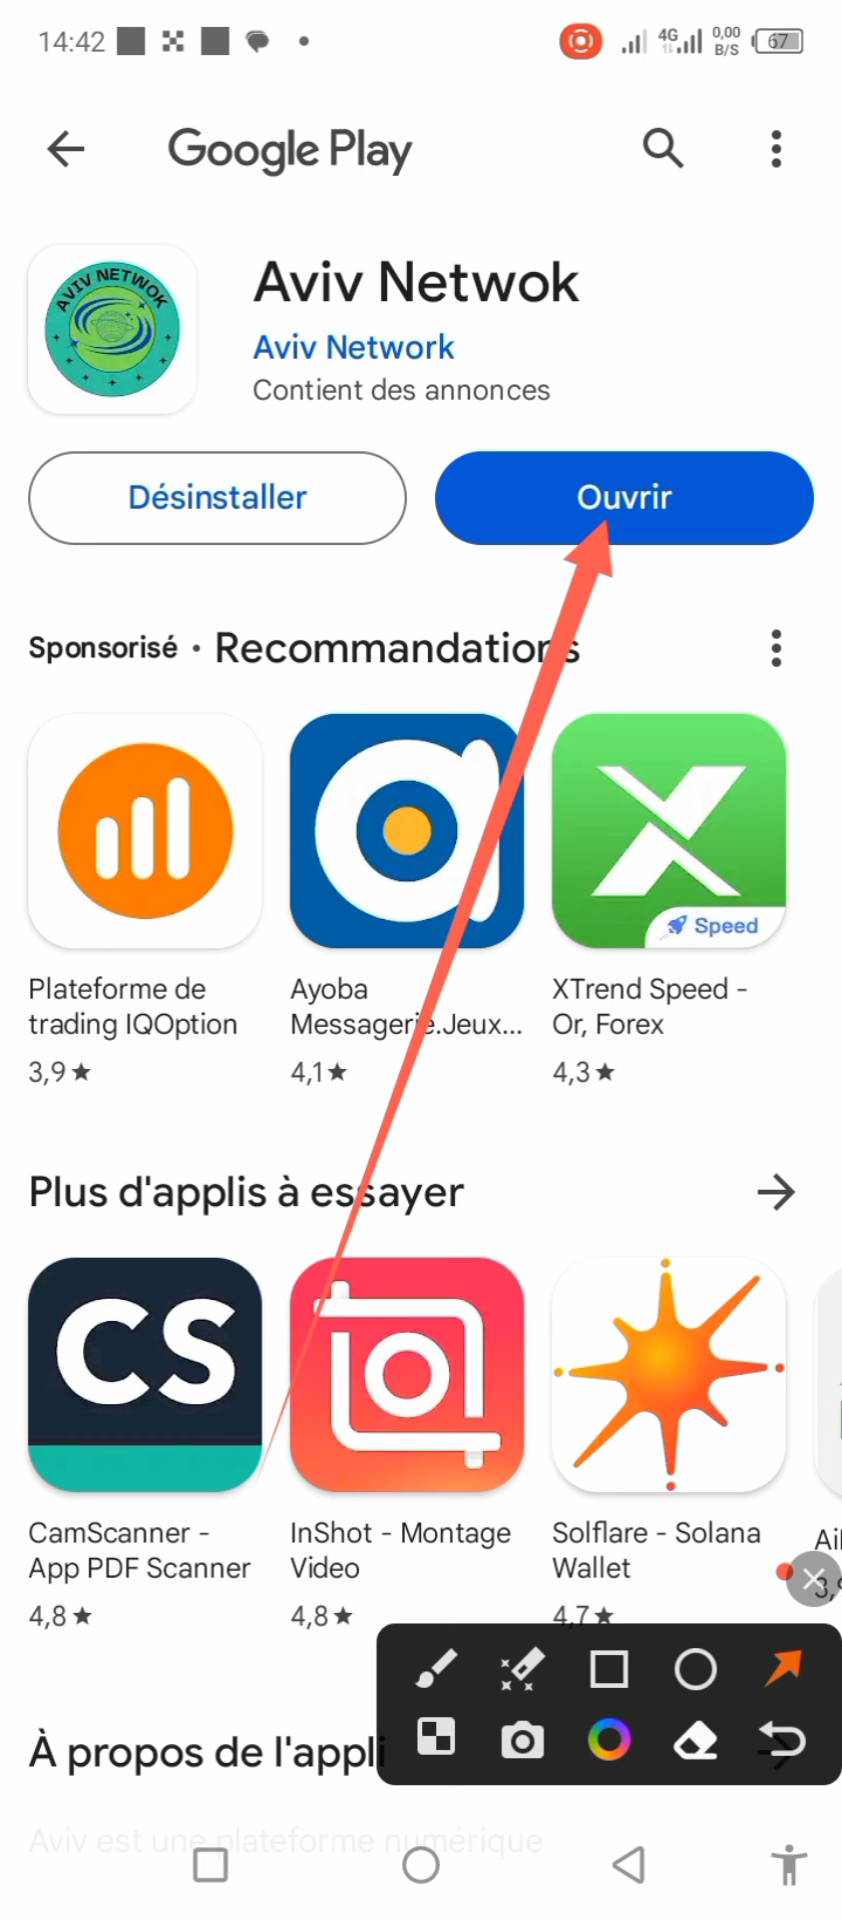 14:42
4G
0,00
B/S
67
Google Play
AVIV NETWOK
Aviv Netwok
Aviv Network
Contient des annonces
Désinstaller
Ouvrir
Sponsorisé • Recommandations
Speed
Plateforme de
trading IQOption
3,9★
Ayoba
Messagerie.Jeux...
4,1★
XTrend Speed -
Or, Forex
4,3★
Plus d'applis à essayer
CS
CamScanner -
App PDF Scanner
4,8★
InShot - Montage
Video
4,8★
Solflare - Solana
Wallet
4,7★
À propos de l'appli
Aviv est une plateforme numérique